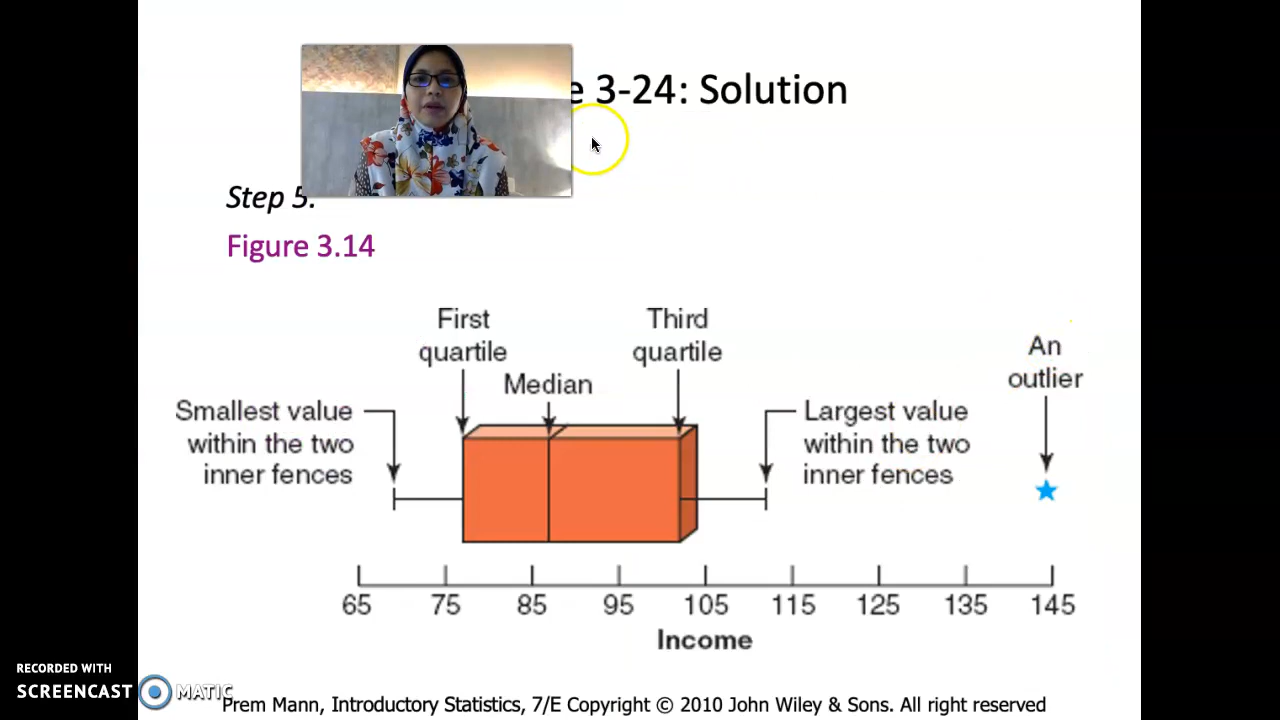 e 3-24: Solution
Step 5.
Figure 3.14
First
quartile
Third
quartile
Median
An
outlier
Smallest value
within the two
inner fences
Largest value
within the two
inner fences
65 75 85 95 105 115 125 135 145
Income
RECORDED WITH
SCREENCAST MATIC
Prem Mann, Introductory Statistics, 7/E Copyright © 2010 John Wiley & Sons. All right reserved